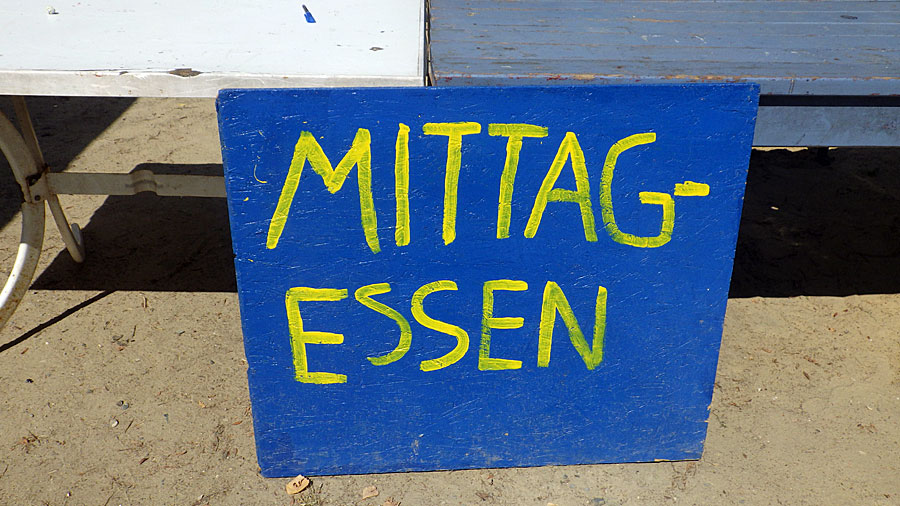 MITTAG-
ESSEN